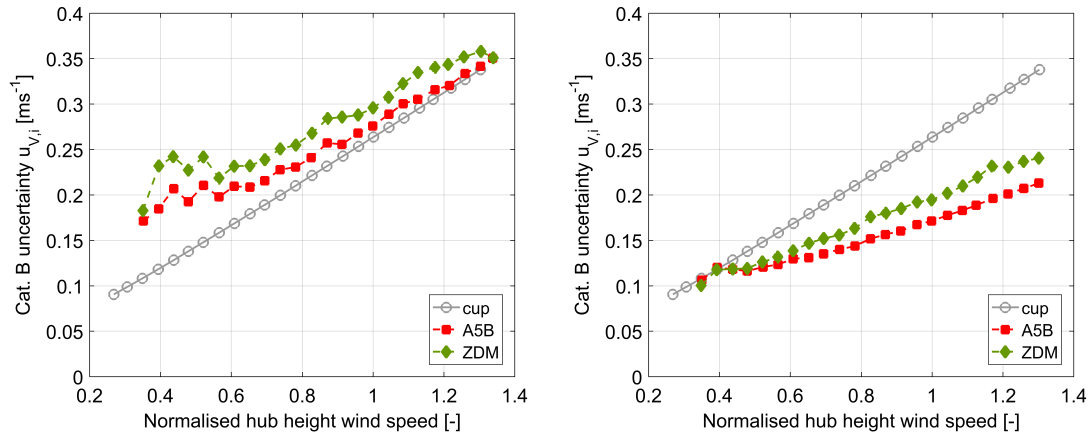 0.4
0.35
0.3
0.25
0.2
0.15
0.1
0.05
0
Cat. B uncertainty u_{V,i} [ms^{-1}]
cup
A5B
ZDM
0.2 0.4 0.6 0.8 1 1.2 1.4
Normalised hub height wind speed [-]
0.4
0.35
0.3
0.25
0.2
0.15
0.1
0.05
0
Cat. B uncertainty u_{V,i} [ms^{-1}]
cup
A5B
ZDM
0.2 0.4 0.6 0.8 1 1.2 1.4
Normalised hub height wind speed [-]